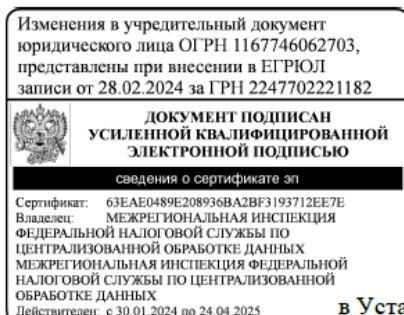 Изменения в учредительный документ
юридического лица ОГРН 1167746062703,
представлены при внесении в ЕГРЮЛ
записи от 28.02.2024 за ГРН 2247702221182
ДОКУМЕНТ ПОДПИСАН
УСИЛЕННОЙ КВАЛИФИЦИРОВАННОЙ
ЭЛЕКТРОННОЙ ПОДПИСЬЮ
сведения о сертификате эп
Сертификат: 63EAE0489E208936BA2BF3193712EE7E
Владелец: МЕЖРЕГИОНАЛЬНАЯ ИНСПЕКЦИЯ
ФЕДЕРАЛЬНОЙ НАЛОГОВОЙ СЛУЖБЫ ПО
ЦЕНТРАЛИЗОВАННОЙ ОБРАБОТКЕ ДАННЫХ
МЕЖРЕГИОНАЛЬНАЯ ИНСПЕКЦИЯ ФЕДЕРАЛЬНОЙ
НАЛОГОВОЙ СЛУЖБЫ ПО ЦЕНТРАЛИЗОВАННОЙ
ОБРАБОТКЕ ДАННЫХ
Действителен: с 30.01.2024 по 24.04.2025
в Уста